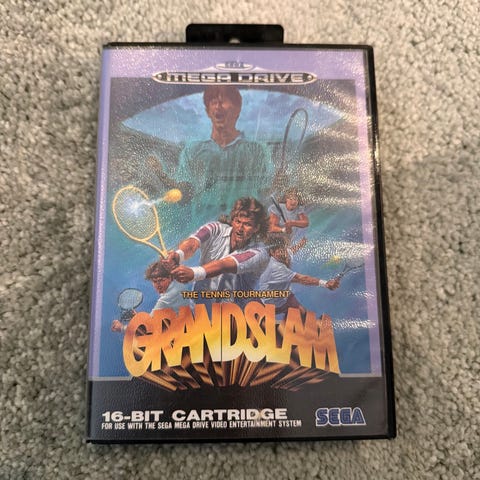 SEGA
MEGA DRIVE
THE TENNIS TOURNAMENT
GRANDSLAM
16-BIT CARTRIDGE
FOR USE WITH THE SEGA MEGA DRIVE VIDEO ENTERTAINMENT SYSTEM
SEGA